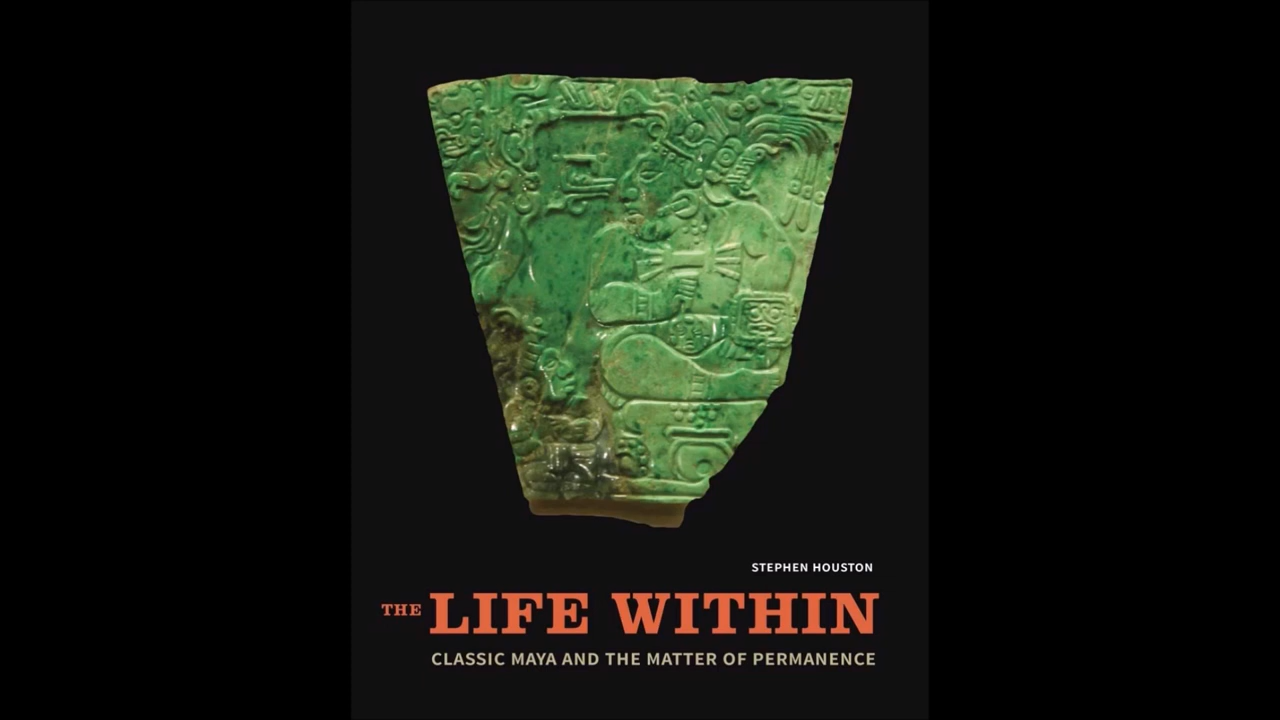 STEPHEN HOUSTON
THE LIFE WITHIN
CLASSIC MAYA AND THE MATTER OF PERMANENCE